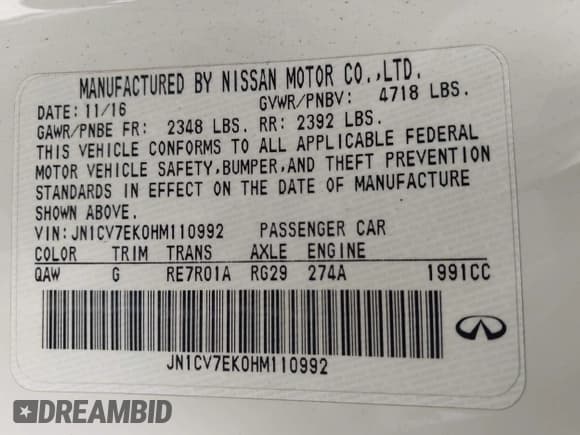 MANUFACTURED BY NISSAN MOTOR CO.,LTD.
DATE: 11/16 GVWR/PNBV: 4718 LBS.
GAWR/PNBE FR: 2348 LBS. RR: 2392 LBS.
THIS VEHICLE CONFORMS TO ALL APPLICABLE FEDERAL
MOTOR VEHICLE SAFETY,BUMPER,AND THEFT PREVENTION
STANDARDS IN EFFECT ON THE DATE OF MANUFACTURE
SHOWN ABOVE.
VIN: JN1CV7EK0HM110992 PASSENGER CAR
COLOR TRIM TRANS AXLE ENGINE
QAW G RE7R01A RG29 274A 1991CC
JN1CV7EK0HM110992
DREAMBID